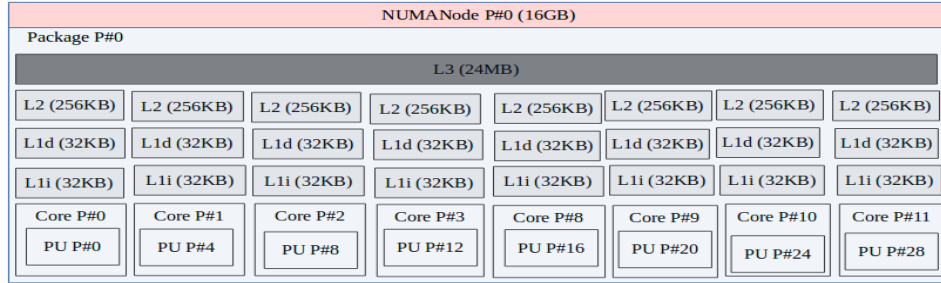 NUMANode P#0 (16GB)
Package P#0
L3 (24MB)
L2 (256KB) L2 (256KB) L2 (256KB) L2 (256KB) L2 (256KB) L2 (256KB) L2 (256KB) L2 (256KB)
L1d (32KB) L1d (32KB) L1d (32KB) L1d (32KB) L1d (32KB) L1d (32KB) L1d (32KB) L1d (32KB)
L1i (32KB) L1i (32KB) L1i (32KB) L1i (32KB) L1i (32KB) L1i (32KB) L1i (32KB) L1i (32KB)
Core P#0 Core P#1 Core P#2 Core P#3 Core P#8 Core P#9 Core P#10 Core P#11
PU P#0 PU P#4 PU P#8 PU P#12 PU P#16 PU P#20 PU P#24 PU P#28